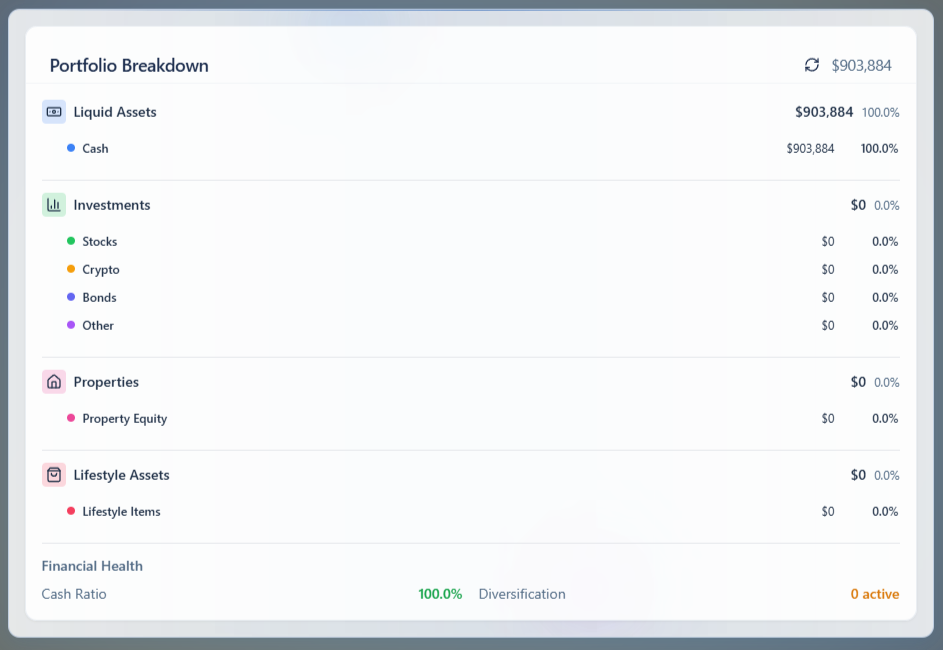 Portfolio Breakdown $903,884
Liquid Assets $903,884 100.0%
Cash $903,884 100.0%
Investments $0 0.0%
Stocks $0 0.0%
Crypto $0 0.0%
Bonds $0 0.0%
Other $0 0.0%
Properties $0 0.0%
Property Equity $0 0.0%
Lifestyle Assets $0 0.0%
Lifestyle Items $0 0.0%
Financial Health
Cash Ratio 100.0% Diversification 0 active